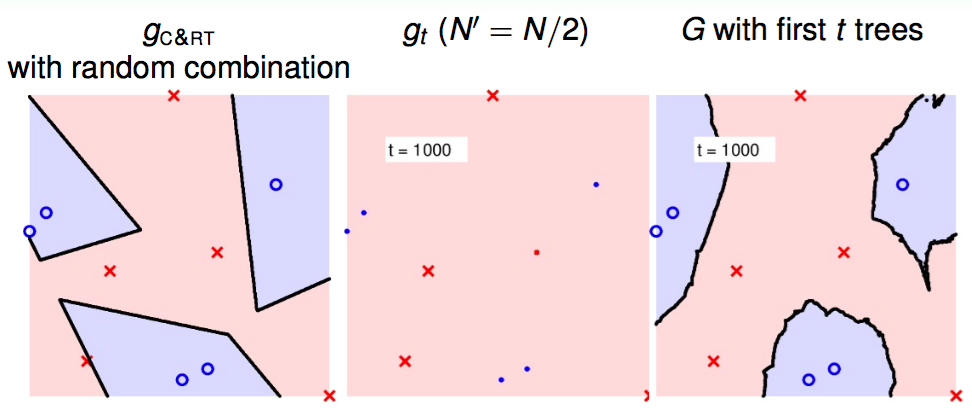 gC&RT
with random combination
gt (N′ = N/2)
G with first t trees
t = 1000
t = 1000